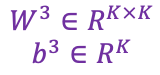 W³ ∈ R^{K×K}
b³ ∈ R^K